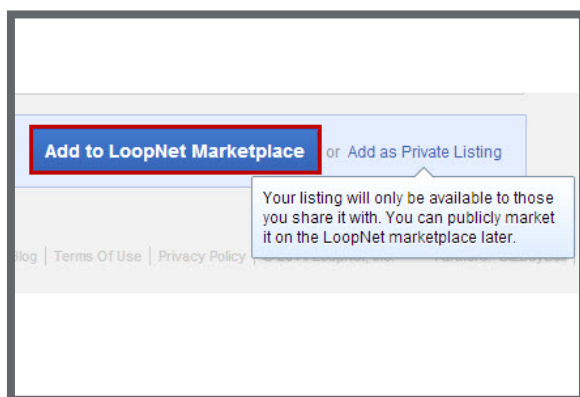 Add to LoopNet Marketplace or Add as Private Listing
Your listing will only be available to those
you share it with. You can publicly market
it on the LoopNet marketplace later.
Blog | Terms Of Use | Privacy Policy |